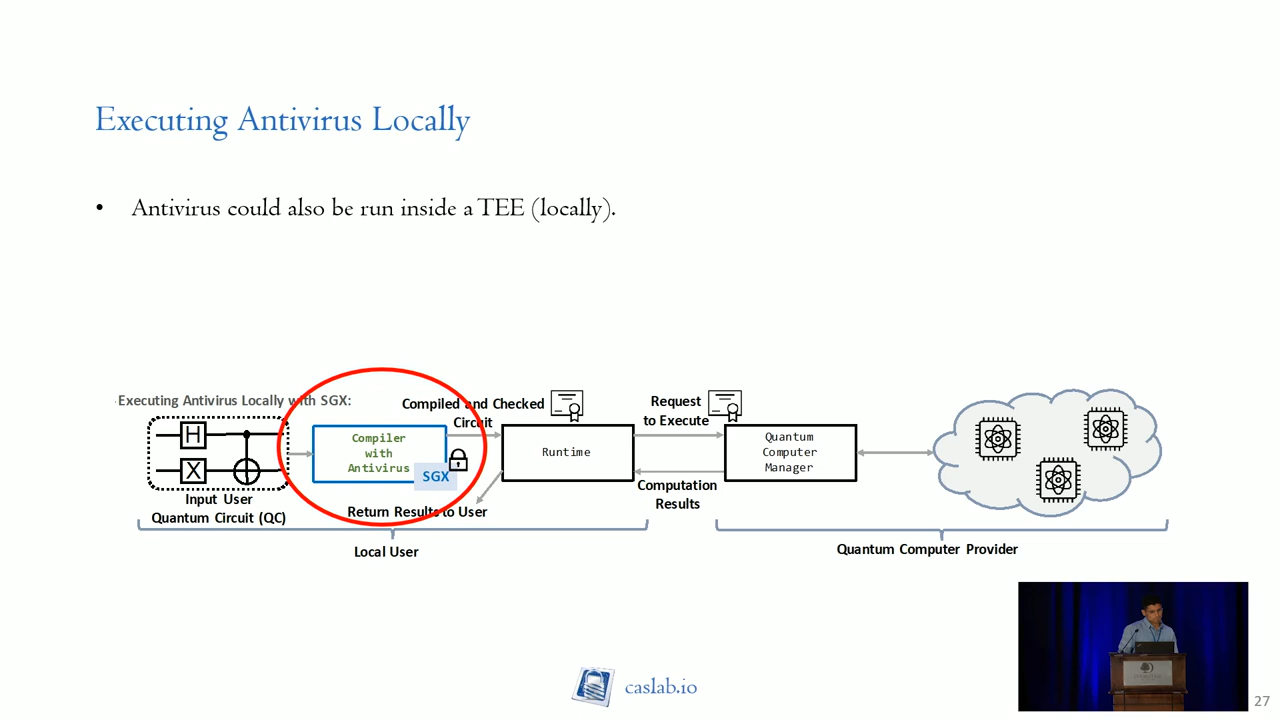 Executing Antivirus Locally
• Antivirus could also be run inside a TEE (locally).
Executing Antivirus Locally with SGX:
H
X
Input User
Quantum Circuit (QC)
Compiler
with
Antivirus
SGX
Compiled and Checked
Circuit
Return Results to User
Runtime
Request
to Execute
Computation
Results
Quantum
Computer
Manager
Local User
Quantum Computer Provider
caslab.io
27